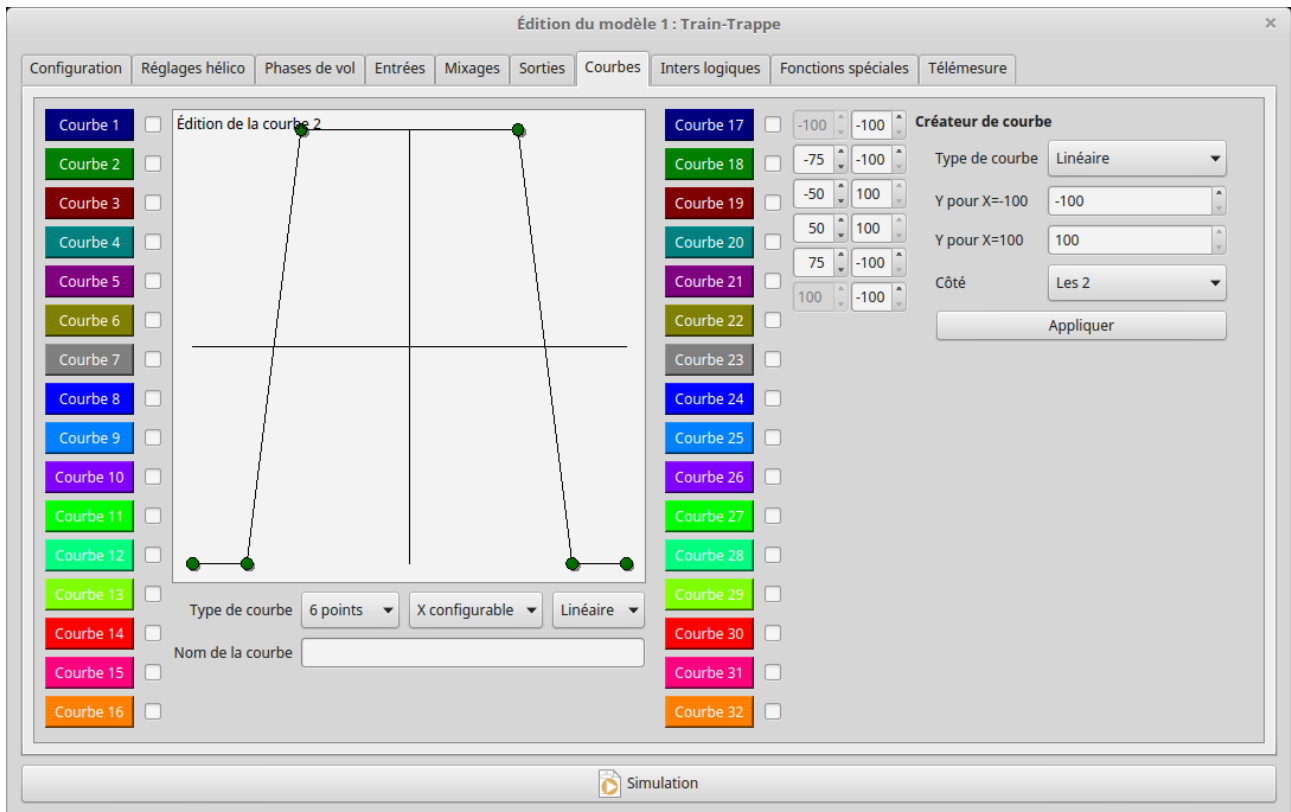 Édition du modèle 1 : Train-Trappe
Configuration Réglages hélico Phases de vol Entrées Mixages Sorties Courbes Inters logiques Fonctions spéciales Télémesure
Courbe 1
Courbe 2
Courbe 3
Courbe 4
Courbe 5
Courbe 6
Courbe 7
Courbe 8
Courbe 9
Courbe 10
Courbe 11
Courbe 12
Courbe 13
Courbe 14
Courbe 15
Courbe 16
Édition de la courbe 2
Type de courbe 6 points X configurable Linéaire
Nom de la courbe
Courbe 17
Courbe 18
Courbe 19
Courbe 20
Courbe 21
Courbe 22
Courbe 23
Courbe 24
Courbe 25
Courbe 26
Courbe 27
Courbe 28
Courbe 29
Courbe 30
Courbe 31
Courbe 32
-100 -100
-75 -100
-50 100
50 100
75 -100
100 -100
Créateur de courbe
Type de courbe Linéaire
Y pour X=-100 -100
Y pour X=100 100
Côté Les 2
Appliquer
Simulation